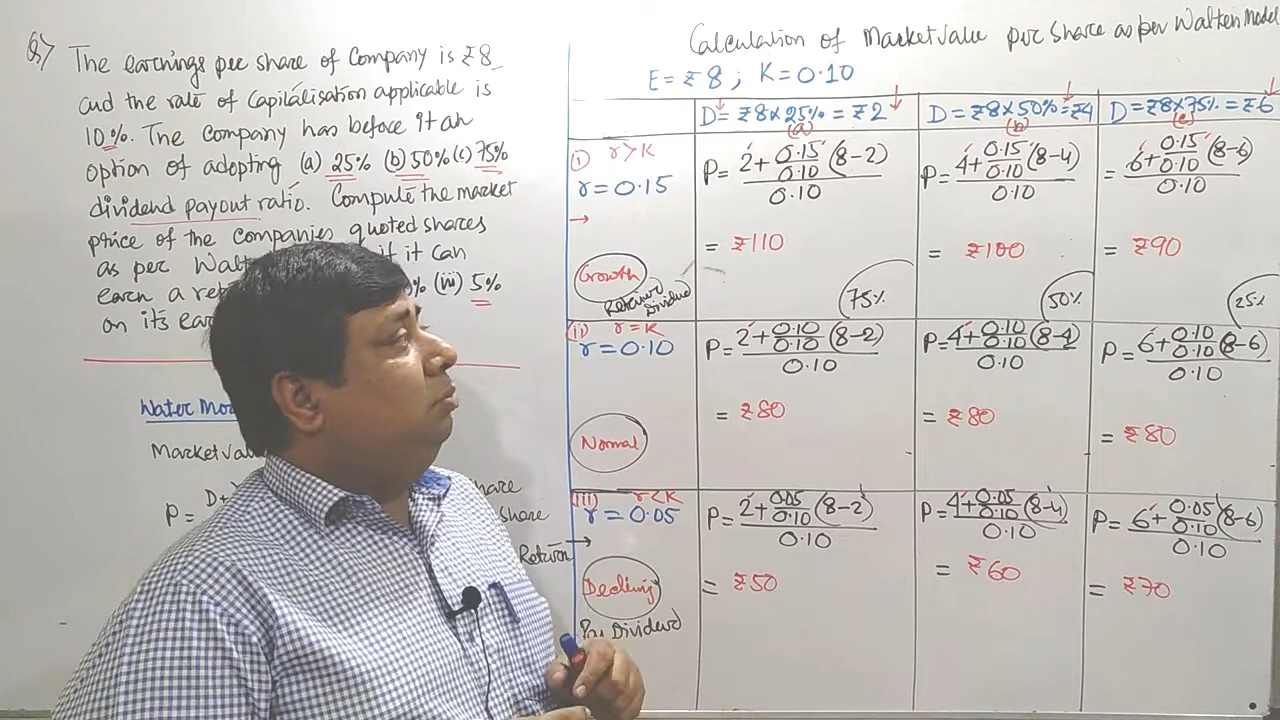 Q>
The earnings per share of Company is ₹8
and the rate of Capitalisation applicable is
10%. The Company has before it an
option of adopting (a) 25% (b) 50% (c) 75%
dividend payout ratio. Compute the market
price of the companies quoted shares
as per it can
earn a % (iii) 5%
on its
Market
P = D+
share
share
Return →
Calculation of Market value per share as per Walter Model
E = ₹8 ; K = 0.10
D = ₹8 x 25% = ₹2
(a)
D = ₹8 x 50% = ₹4
(b)
D = ₹8 x 75% = ₹6
(c)
(i) r > K
r = 0.15
→
Growth
Retained
Dividend
P = 2 + 0.15/0.10 (8-2) / 0.10
= ₹110
75%
P = 4 + 0.15/0.10 (8-4) / 0.10
= ₹100
50%
= 6 + 0.15/0.10 (8-6) / 0.10
= ₹90
25%
(ii) r = K
r = 0.10
Normal
P = 2 + 0.10/0.10 (8-2) / 0.10
= ₹80
P = 4 + 0.10/0.10 (8-4) / 0.10
= ₹80
P = 6 + 0.10/0.10 (8-6) / 0.10
= ₹80
(iii) r < K
r = 0.05
Declining
Pay Dividend
P = 2 + 0.05/0.10 (8-2) / 0.10
= ₹50
P = 4 + 0.05/0.10 (8-4) / 0.10
= ₹60
P = 6 + 0.05/0.10 (8-6) / 0.10
= ₹70